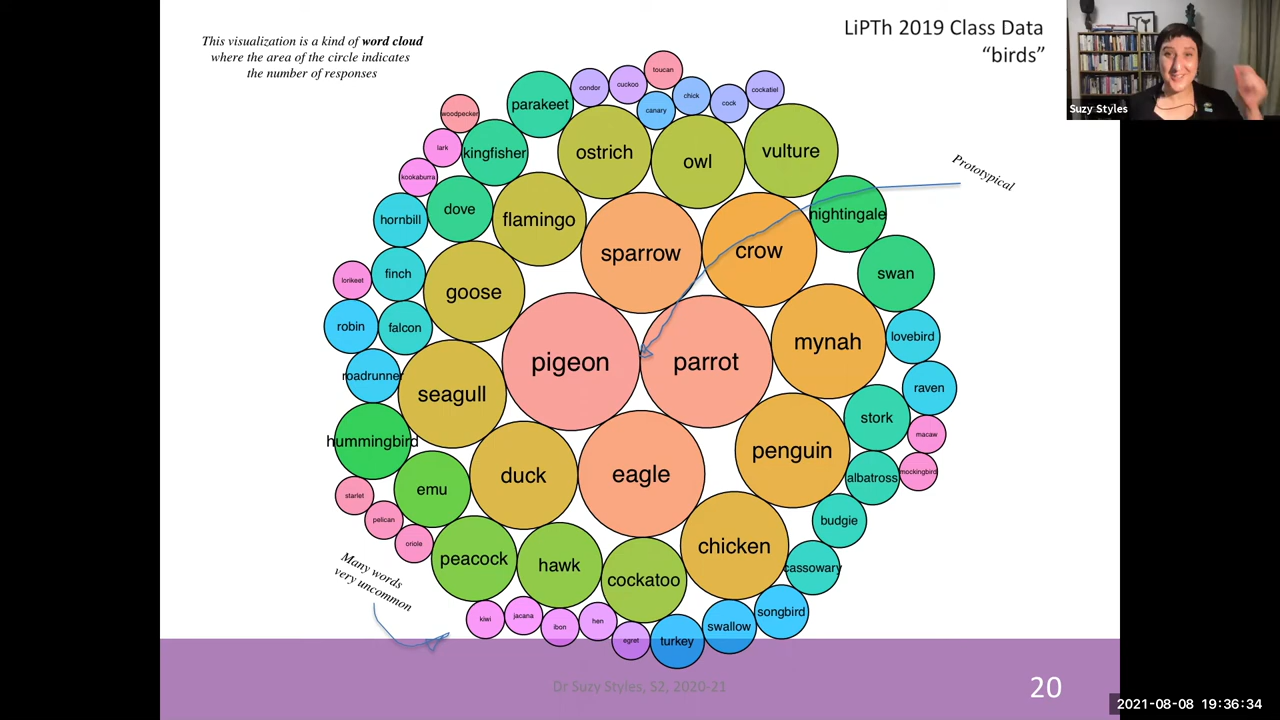 This visualization is a kind of word cloud
where the area of the circle indicates
the number of responses
LiPTh 2019 Class Data
“birds”
Suzy Styles
Prototypical
toucan
condor
cuckoo
chick
cockatiel
parakeet
canary
cock
woodpecker
lark
kingfisher
ostrich
owl
vulture
kookaburra
hornbill
dove
flamingo
nightingale
sparrow
crow
swan
lorikeet
finch
goose
robin
falcon
pigeon
parrot
mynah
lovebird
roadrunner
seagull
raven
stork
macaw
hummingbird
duck
eagle
penguin
albatross
mockingbird
starlet
emu
budgie
pelican
oriole
peacock
hawk
cockatoo
chicken
cassowary
Many words
very uncommon
kiwi
jacana
ibon
hen
egret
turkey
swallow
songbird
Dr Suzy Styles, S2, 2020-21
20
2021-08-08 19:36:34